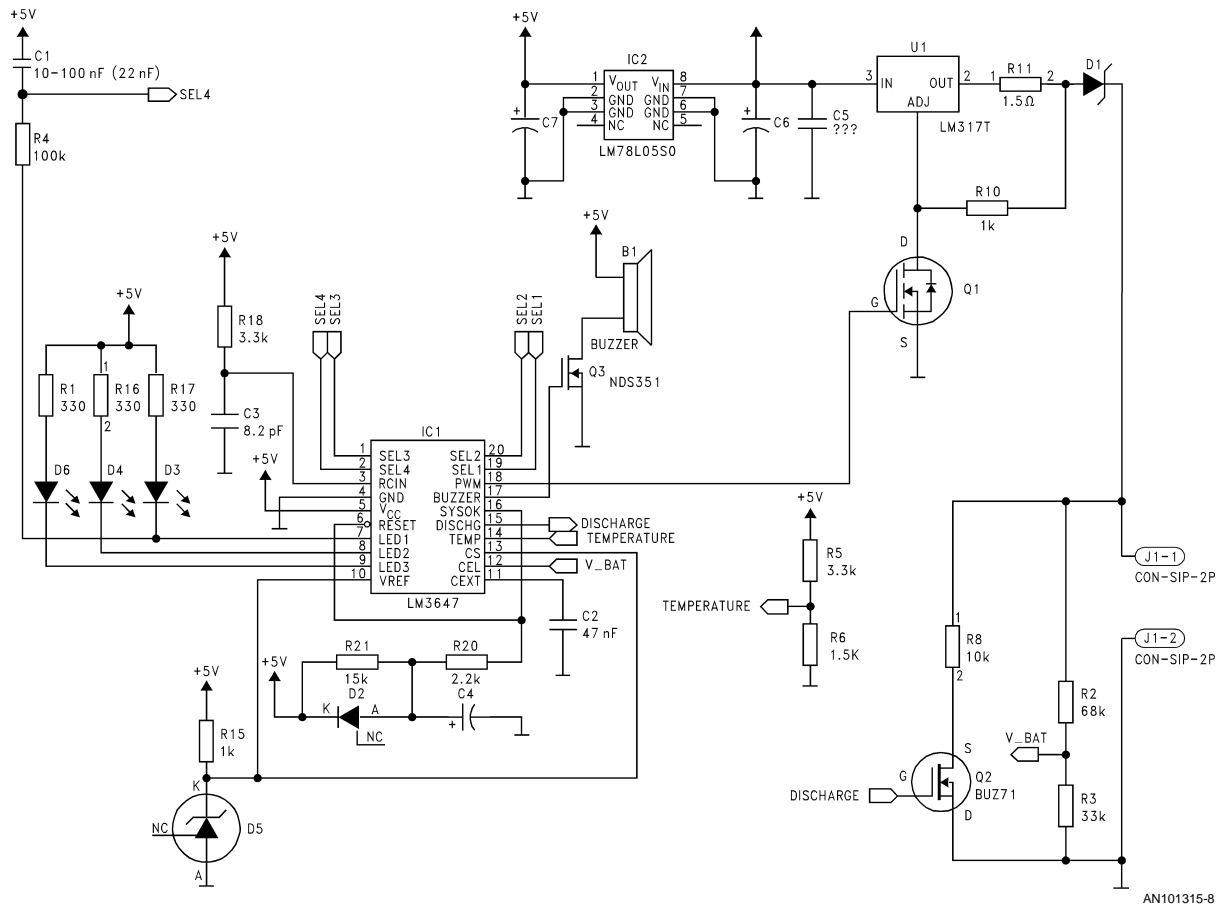 +5V
C1
10-100 nF (22 nF)
SEL4
R4
100k
+5V
IC2
1 VOUT VIN 8
2 GND GND 7
3 GND GND 6
4 NC NC 5
LM78L05S0
+ C7
+ C6
C5
???
U1
3 IN OUT 2
ADJ
LM317T
1 R11 2
1.5Ω
D1
R10
1k
D
G
Q1
S
+5V
B1
BUZZER
Q3
NDS351
+5V
R18
3.3k
C3
8.2 pF
SEL4
SEL3
SEL2
SEL1
+5V
R1
330
1
R16
330
2
R17
330
D6
D4
D3
+5V
IC1
1 SEL3 SEL2 20
2 SEL4 SEL1 19
3 RCIN PWM 18
4 GND BUZZER 17
5 VCC SYSOK 16
6 RESET DISCHG 15
7 LED1 TEMP 14
8 LED2 CS 13
9 LED3 CEL 12
10 VREF CEXT 11
LM3647
DISCHARGE
TEMPERATURE
V_BAT
C2
47 nF
+5V
R21
15k
R20
2.2k
D2
K A
NC
C4
+
+5V
R15
1k
K
NC
D5
A
+5V
R5
3.3k
TEMPERATURE
R6
1.5K
J1-1
CON-SIP-2P
J1-2
CON-SIP-2P
1
R8
10k
2
R2
68k
V_BAT
R3
33k
S
G
Q2
BUZ71
D
DISCHARGE
AN101315-8